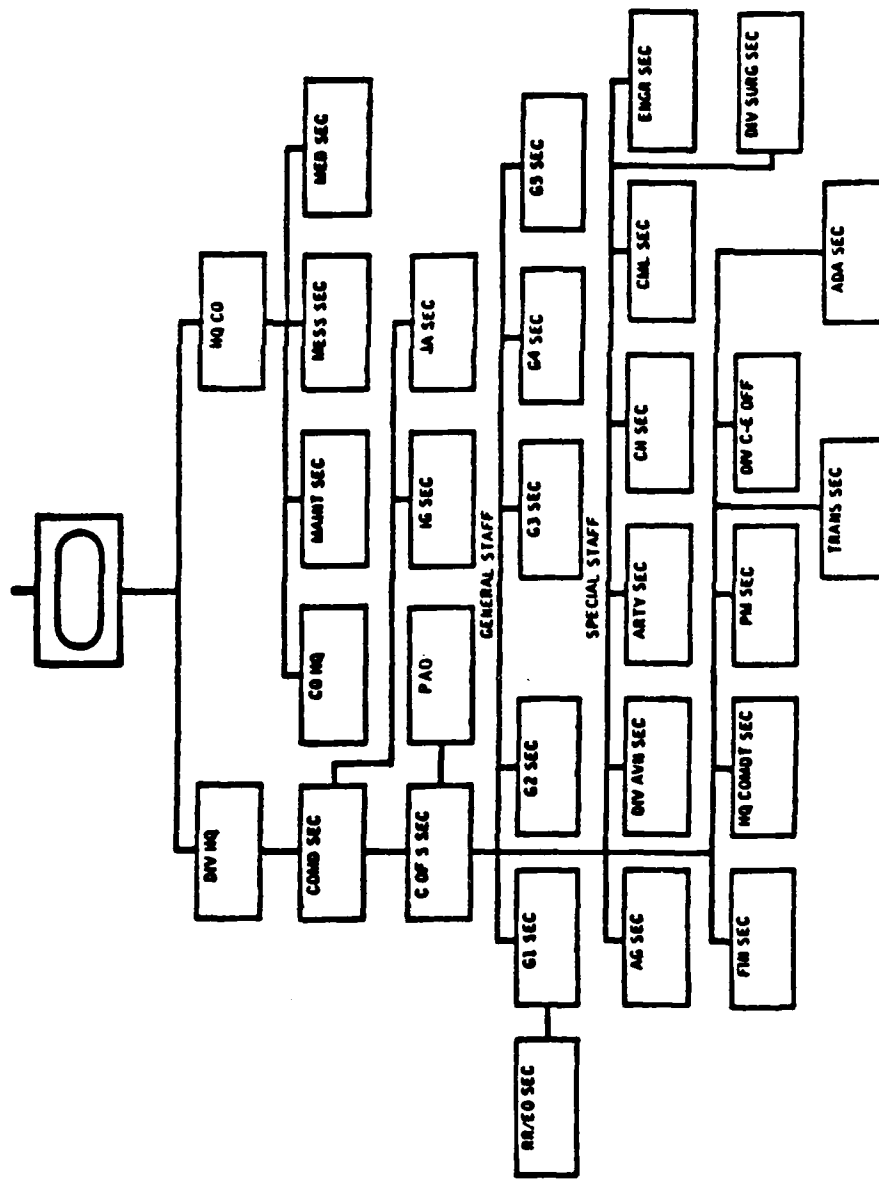 DIV HQ
HQ CO
COMD SEC
CO HQ
MAINT SEC
MESS SEC
MED SEC
C OF S SEC
PAO
IG SEC
JA SEC
GENERAL STAFF
RR/EO SEC
G1 SEC
G2 SEC
G3 SEC
G4 SEC
G5 SEC
SPECIAL STAFF
AG SEC
DIV AVN SEC
ARTY SEC
CH SEC
CML SEC
ENGR SEC
FIN SEC
HQ COMDT SEC
PM SEC
DIV C-E OFF
DIV SURG SEC
TRANS SEC
ADA SEC